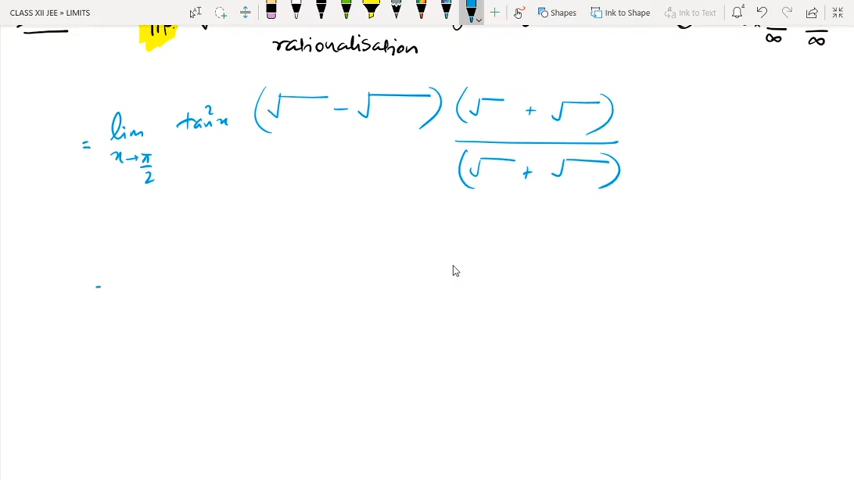 CLASS XII JEE » LIMITS
Shapes
Ink to Shape
Ink to Text
rationalisation
∞ ∞
= lim x→π/2 tan²x (√ - √) (√ + √)
(√ + √)
-